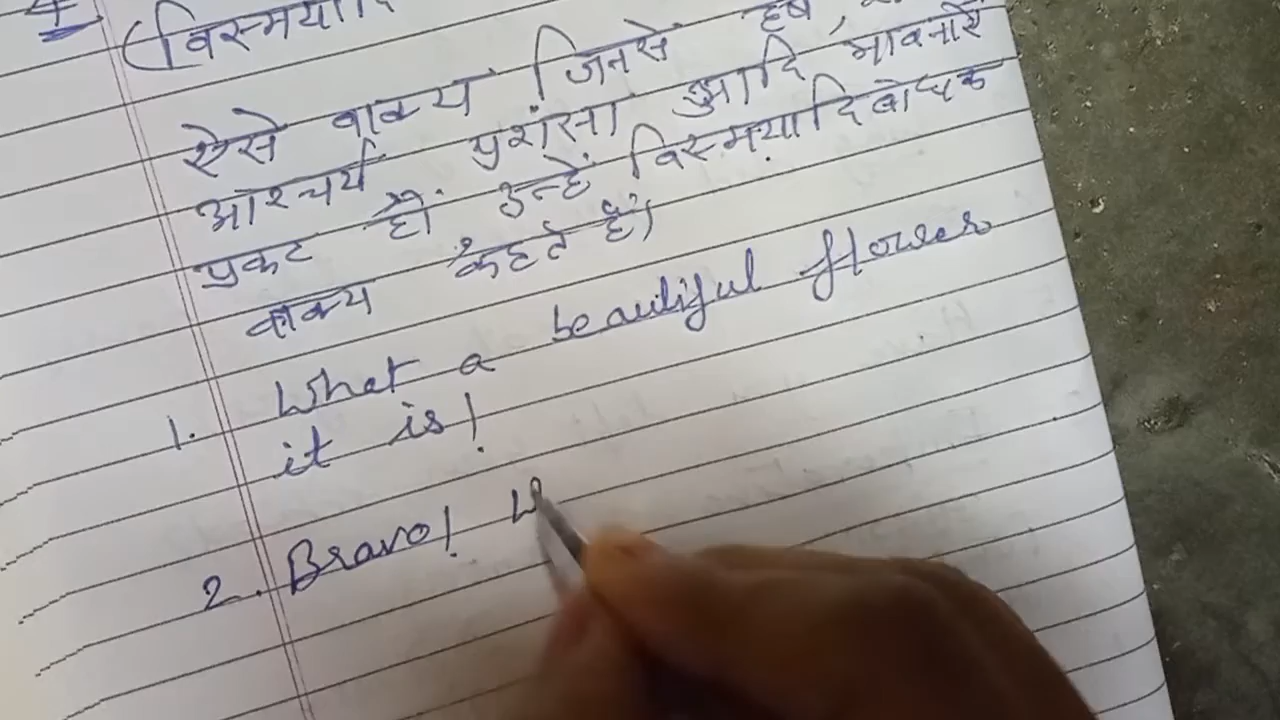 4
(विस्मयादि
ऐसे वाक्य जिनसे हर्ष,
आश्चर्य प्रशंसा आदि भावनाएँ
प्रकट हों उन्हें विस्मयादिबोधक
वाक्य कहते हैं।
1. What a beautiful flower
it is!
2. Bravo! W